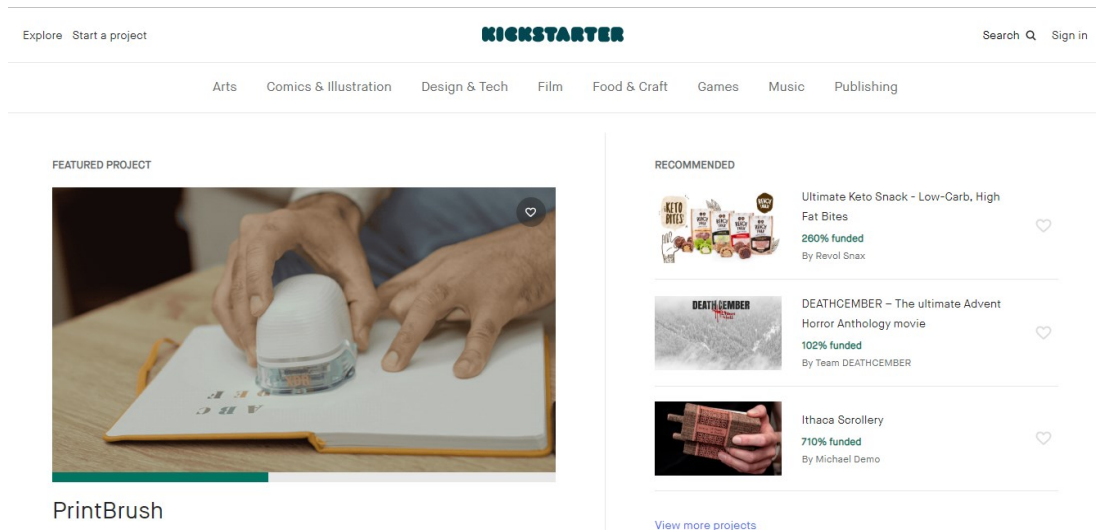 Explore Start a project
KICKSTARTER
Search Sign in
Arts Comics & Illustration Design & Tech Film Food & Craft Games Music Publishing
FEATURED PROJECT
PrintBrush
RECOMMENDED
KETO
BITES
Ultimate Keto Snack - Low-Carb, High
Fat Bites
260% funded
By Revol Snax
DEATHCEMBER
DEATHCEMBER – The ultimate Advent
Horror Anthology movie
102% funded
By Team DEATHCEMBER
Ithaca Scrollery
710% funded
By Michael Demo
View more projects